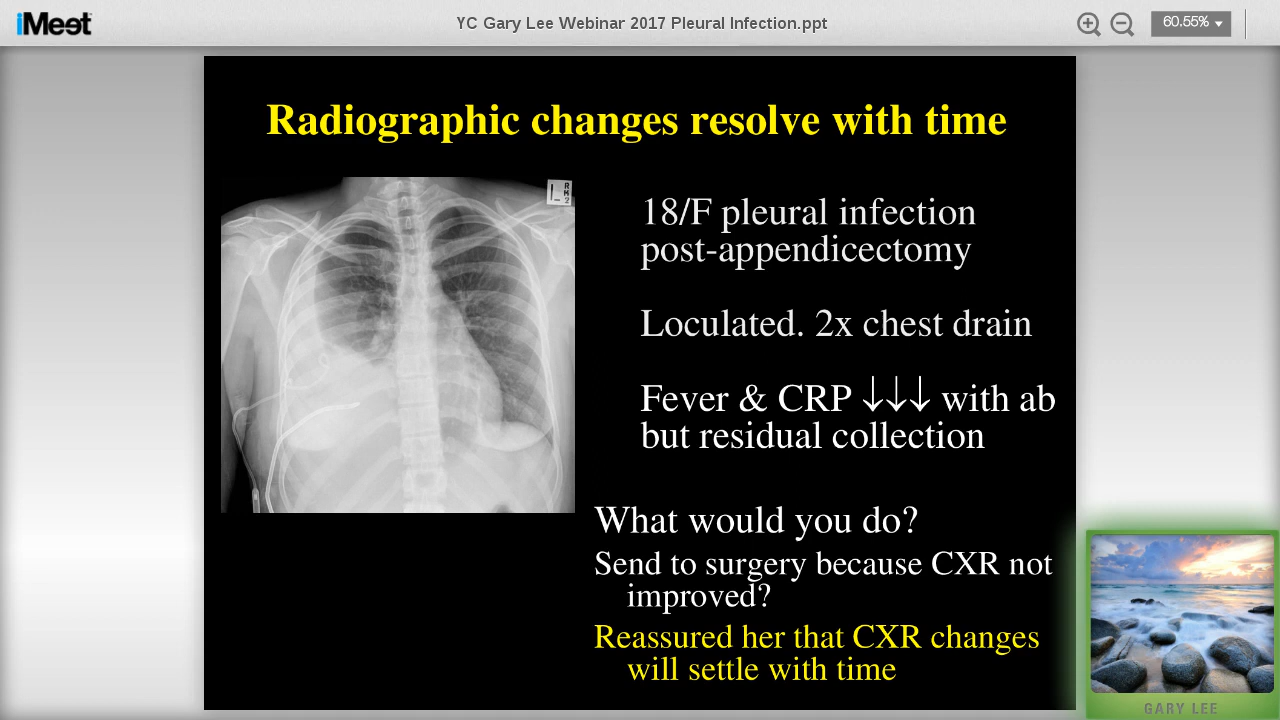 iMeet
YC Gary Lee Webinar 2017 Pleural Infection.ppt
60.55%
Radiographic changes resolve with time
L
RH2
18/F pleural infection
post-appendicectomy
Loculated. 2x chest drain
Fever & CRP ↓↓↓ with ab
but residual collection
What would you do?
Send to surgery because CXR not
improved?
Reassured her that CXR changes
will settle with time
GARY LEE